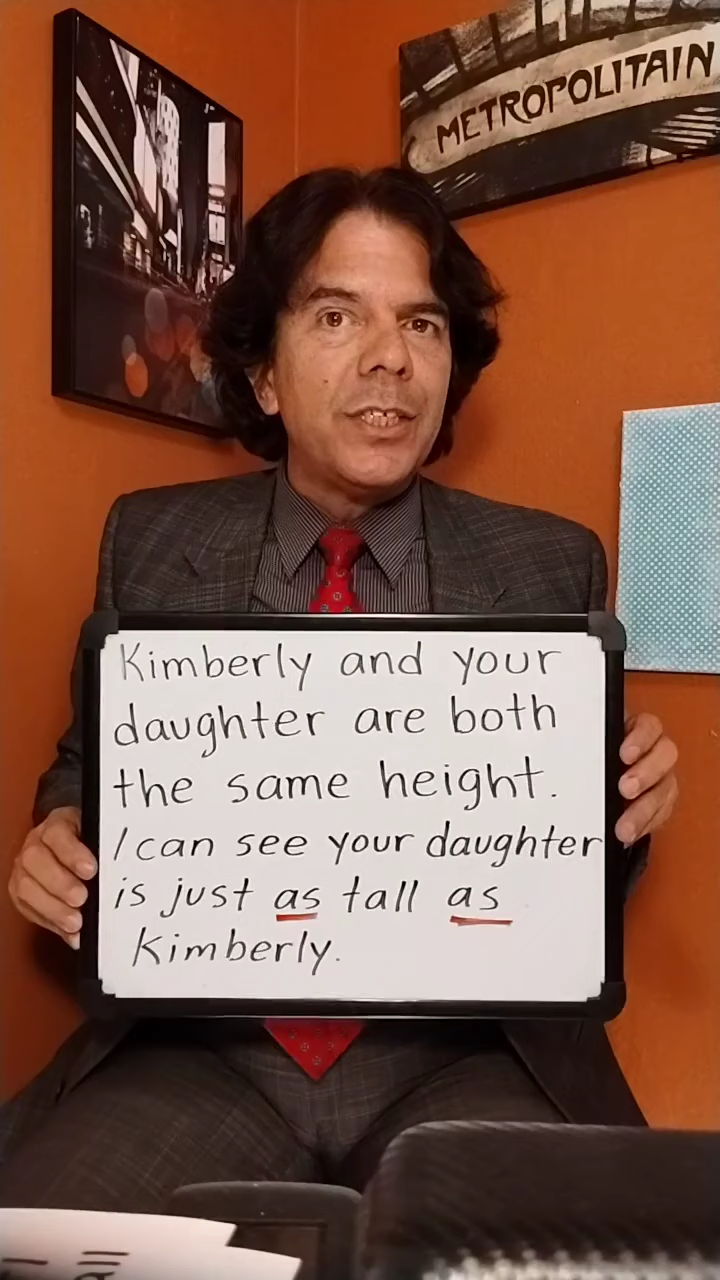 METROPOLITAIN
Kimberly and your
daughter are both
the same height.
I can see your daughter
is just as tall as
Kimberly.